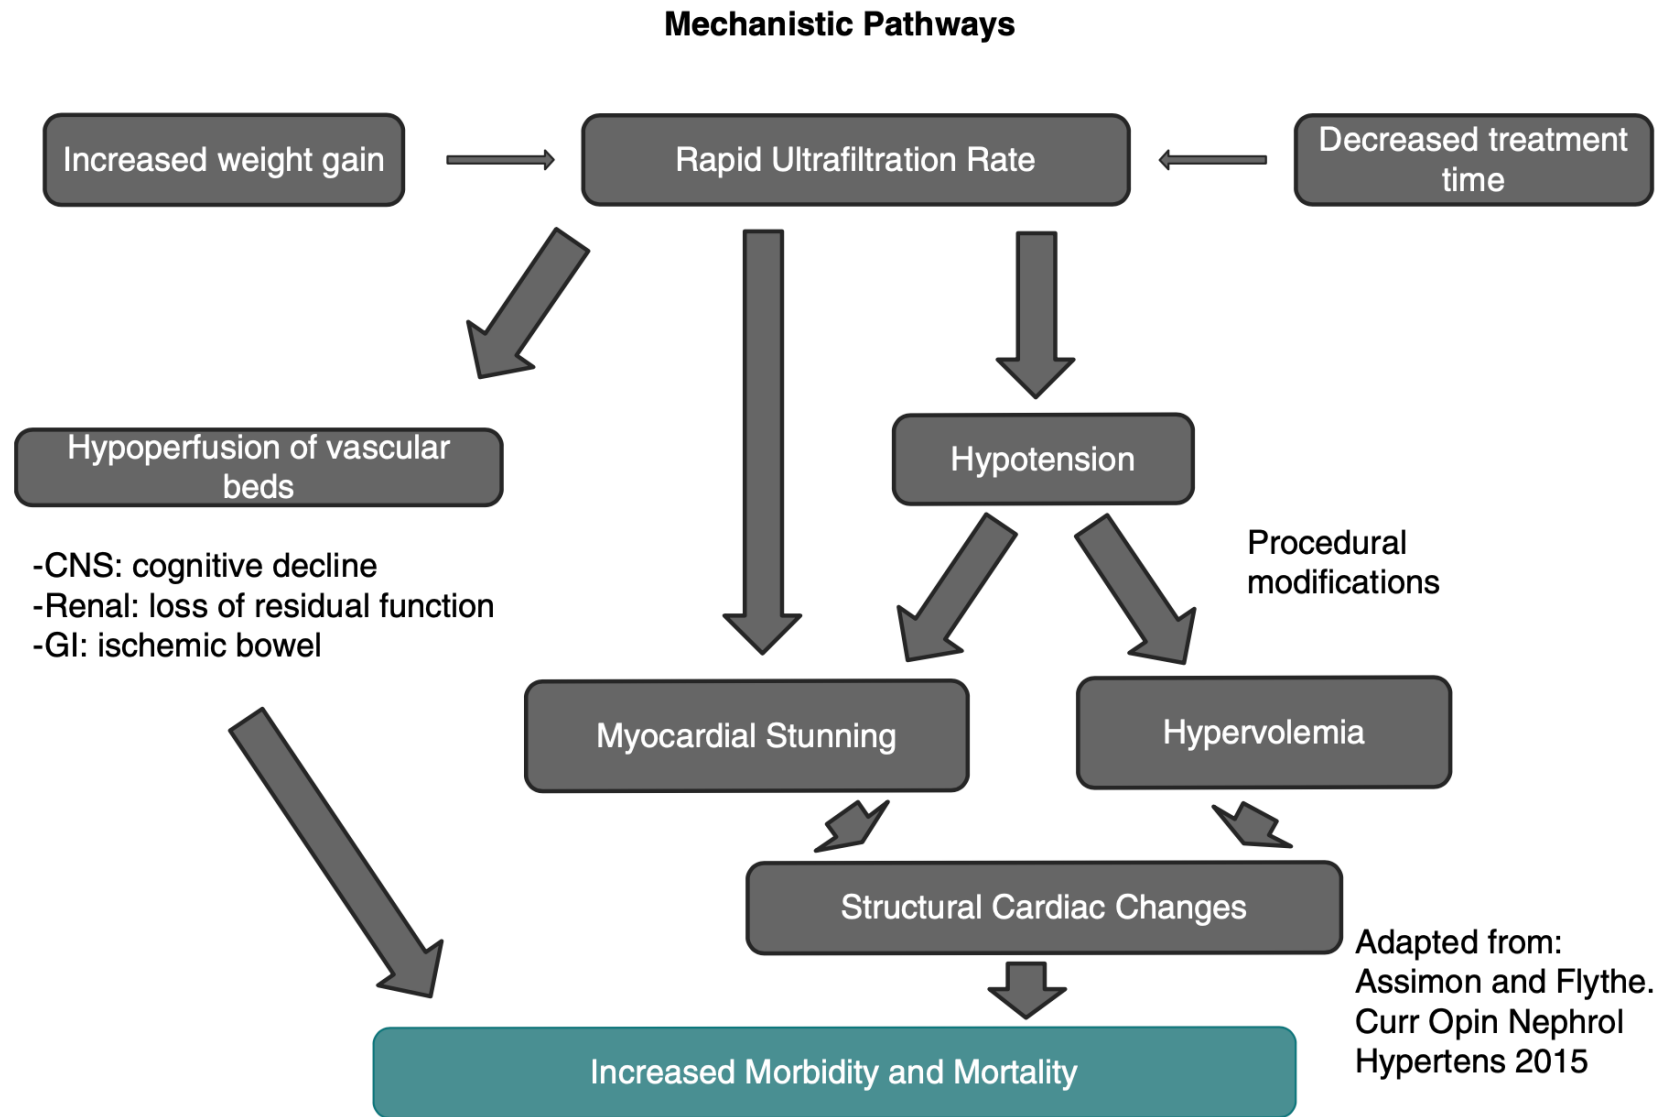 Mechanistic Pathways
Increased weight gain
Rapid Ultrafiltration Rate
Decreased treatment
time
Hypoperfusion of vascular
beds
Hypotension
-CNS: cognitive decline
-Renal: loss of residual function
-GI: ischemic bowel
Procedural
modifications
Myocardial Stunning
Hypervolemia
Structural Cardiac Changes
Adapted from:
Assimon and Flythe.
Curr Opin Nephrol
Hypertens 2015
Increased Morbidity and Mortality